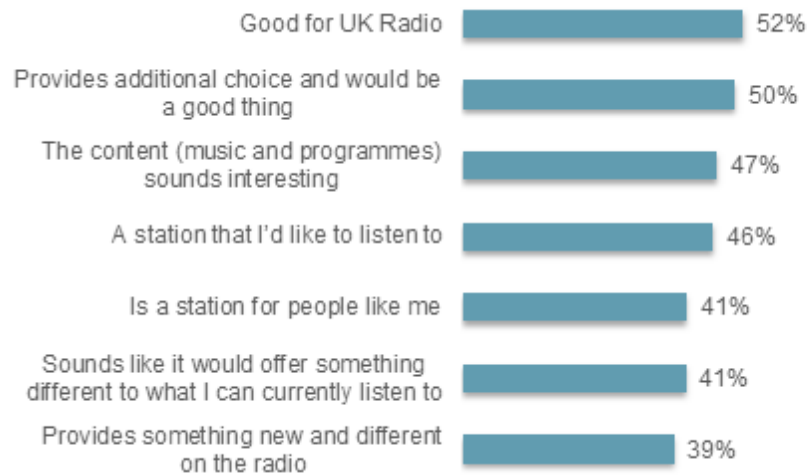 Good for UK Radio 52%
Provides additional choice and would be
a good thing 50%
The content (music and programmes)
sounds interesting 47%
A station that I'd like to listen to 46%
Is a station for people like me 41%
Sounds like it would offer something
different to what I can currently listen to 41%
Provides something new and different
on the radio 39%